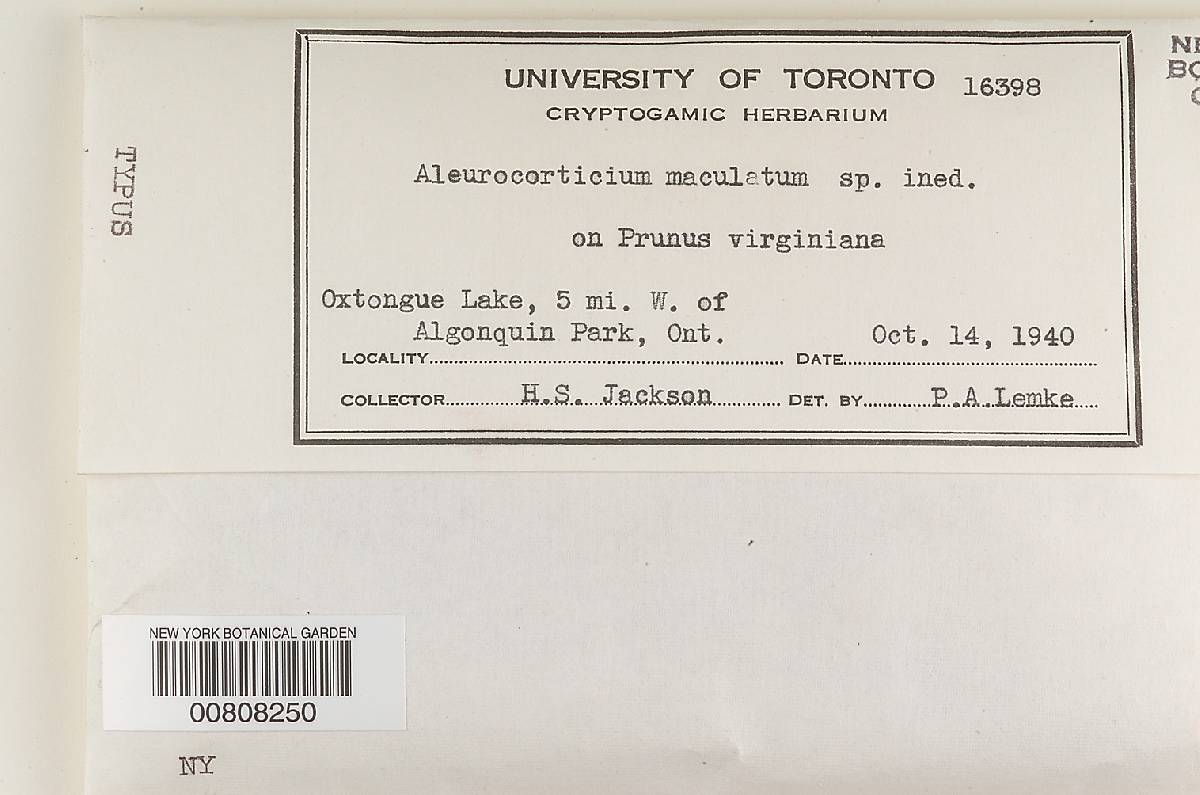 UNIVERSITY OF TORONTO 16398
CRYPTOGAMIC HERBARIUM
Aleurocorticium maculatum sp. ined.
on Prunus virginiana
Oxtongue Lake, 5 mi. W. of
Algonquin Park, Ont. Oct. 14, 1940
LOCALITY DATE
COLLECTOR H.S. Jackson DET. BY P.A.Lemke
TYPUS
NEW YORK BOTANICAL GARDEN
00808250
NY